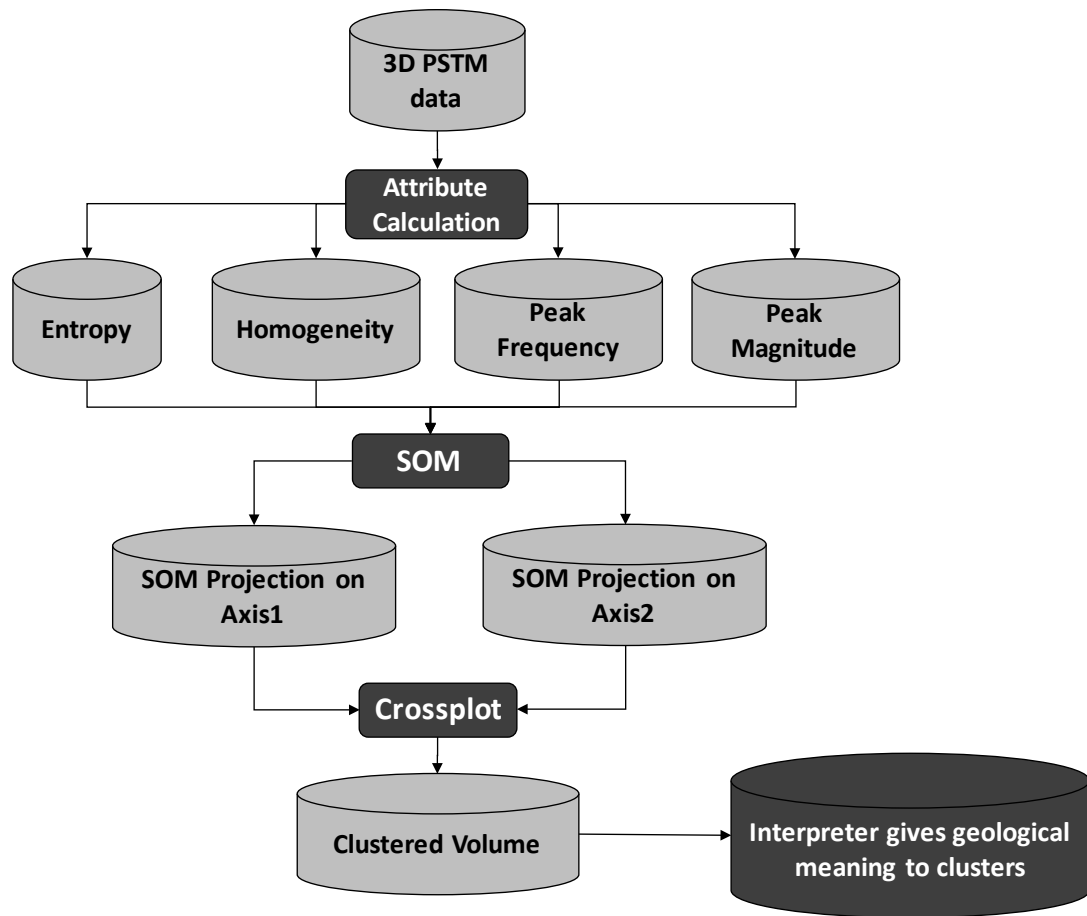 3D PSTM
data
Attribute
Calculation
Entropy
Homogeneity
Peak
Frequency
Peak
Magnitude
SOM
SOM Projection on
Axis1
SOM Projection on
Axis2
Crossplot
Clustered Volume
Interpreter gives geological
meaning to clusters